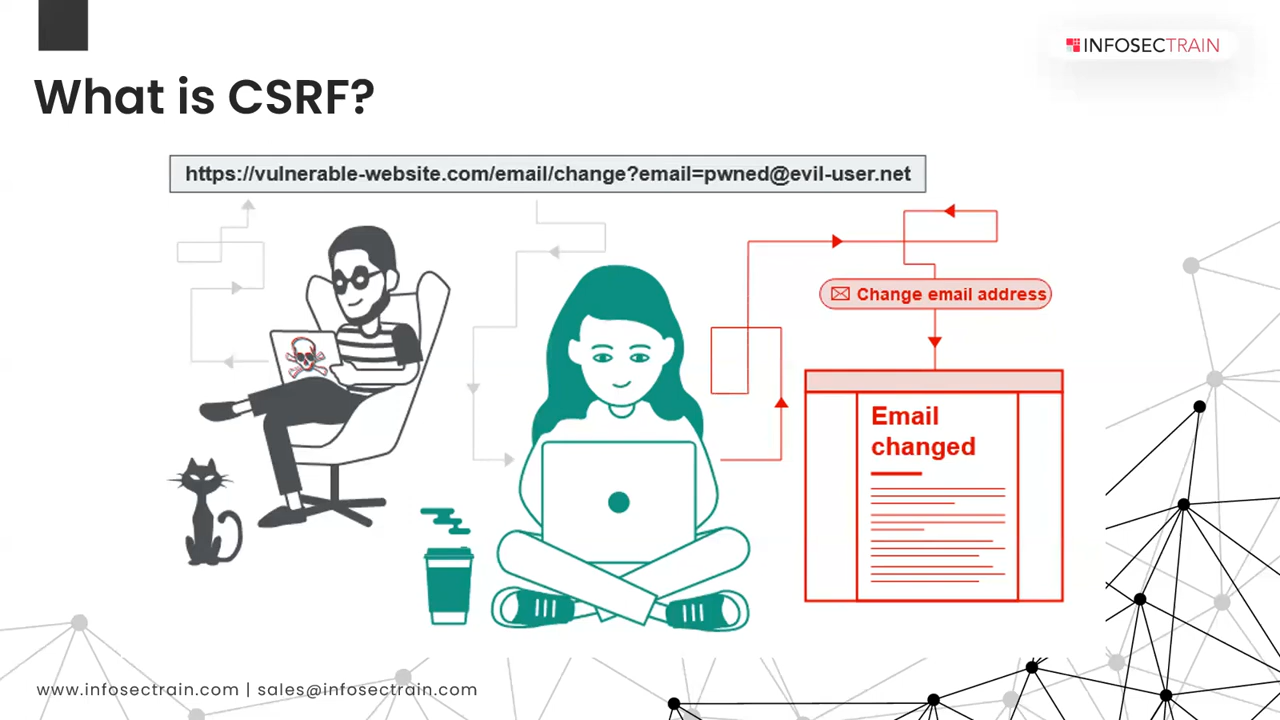 INFOSECTRAIN
What is CSRF?
https://vulnerable-website.com/email/change?email=pwned@evil-user.net
Change email address
Email
changed
www.infosectrain.com | sales@infosectrain.com